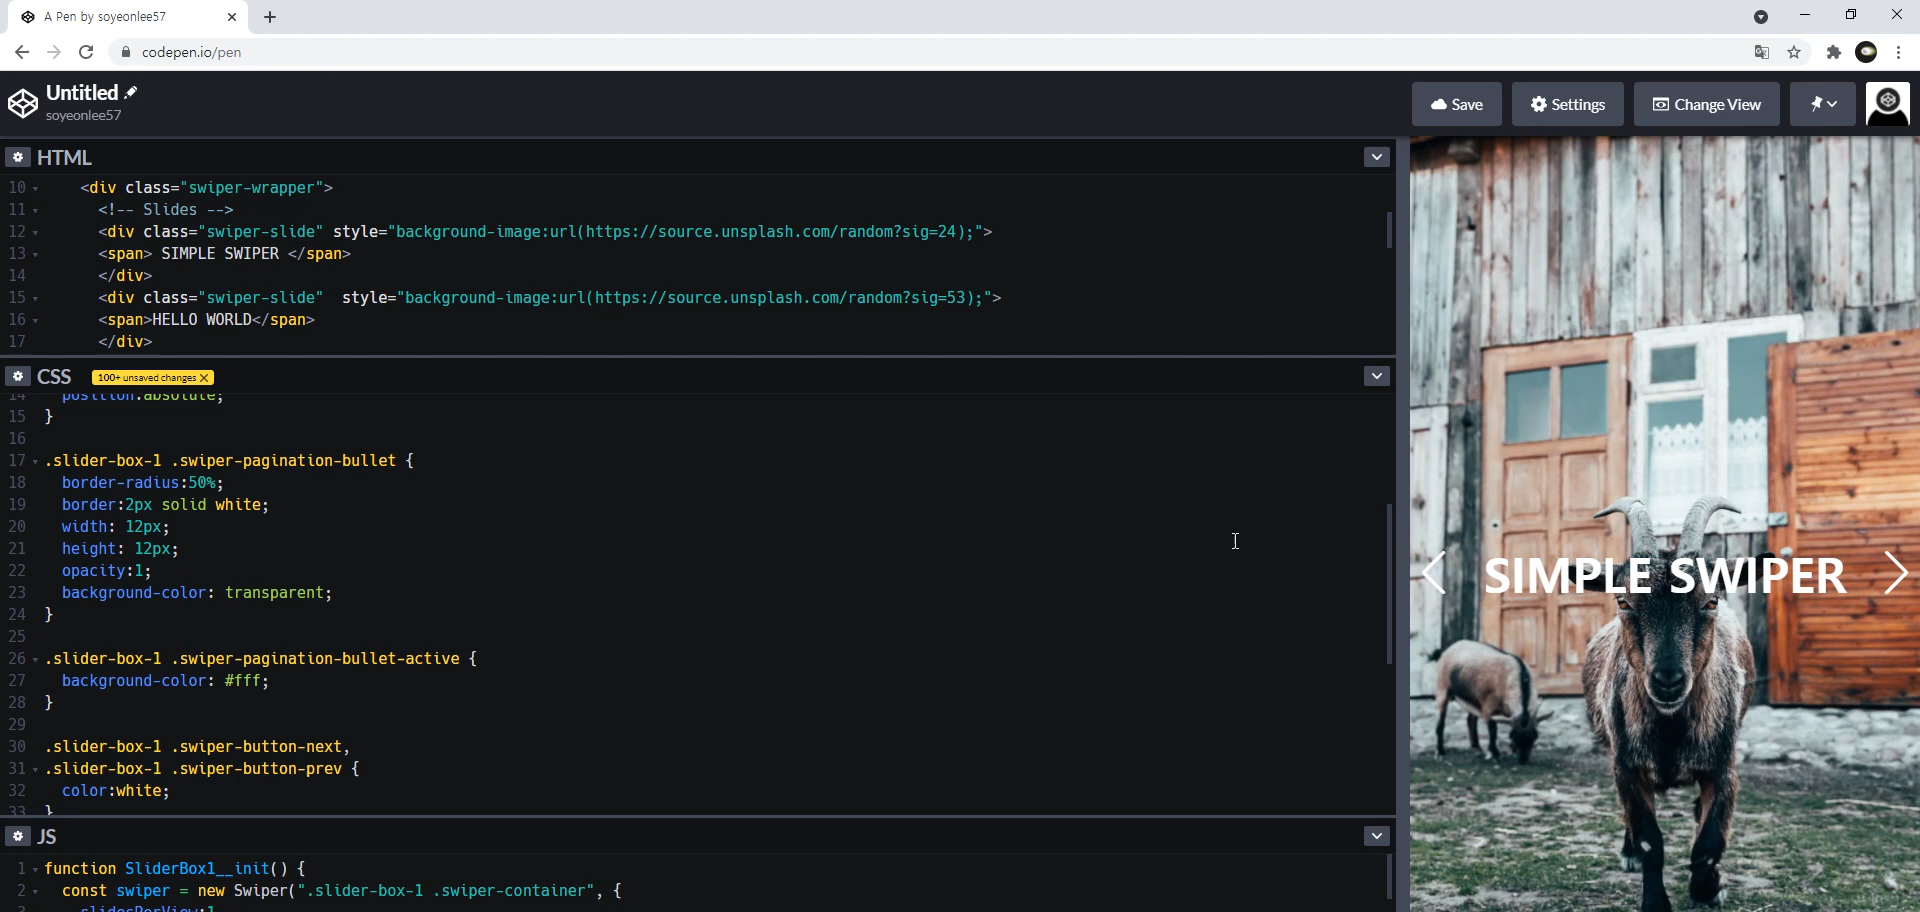 A Pen by soyeonlee57
codepen.io/pen
Untitled
soyeonlee57
Save
Settings
Change View
HTML
10 <div class="swiper-wrapper">
11 <!-- Slides -->
12 <div class="swiper-slide" style="background-image:url(https://source.unsplash.com/random?sig=24);">
13 <span> SIMPLE SWIPER </span>
14 </div>
15 <div class="swiper-slide"  style="background-image:url(https://source.unsplash.com/random?sig=53);">
16 <span>HELLO WORLD</span>
17 </div>
CSS
100+ unsaved changes
14 position:absolute;
15 }
16
17 .slider-box-1 .swiper-pagination-bullet {
18 border-radius:50%;
19 border:2px solid white;
20 width: 12px;
21 height: 12px;
22 opacity:1;
23 background-color: transparent;
24 }
25
26 .slider-box-1 .swiper-pagination-bullet-active {
27 background-color: #fff;
28 }
29
30 .slider-box-1 .swiper-button-next,
31 .slider-box-1 .swiper-button-prev {
32 color:white;
33 }
JS
1 function SliderBox1__init() {
2 const swiper = new Swiper(".slider-box-1 .swiper-container", {
3 slidesPerView:1
SIMPLE SWIPER